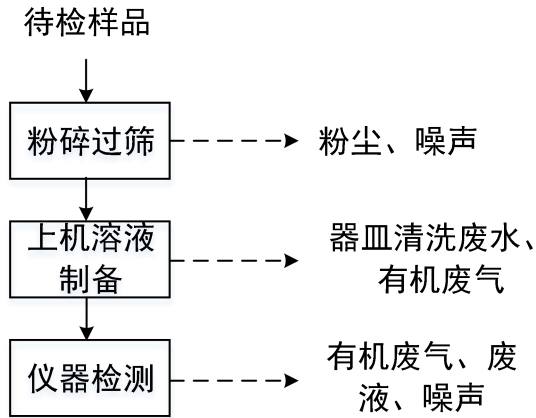 待检样品
粉碎过筛
粉尘、噪声
上机溶液
制备
器皿清洗废水、
有机废气
仪器检测
有机废气、废
液、噪声